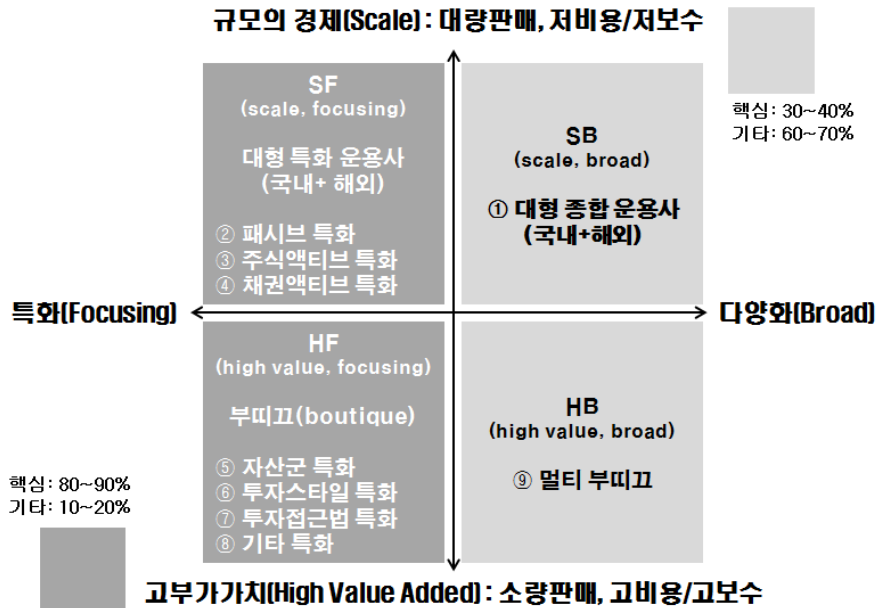 규모의 경제(Scale) : 대량판매, 저비용/저보수
핵심: 30~40%
기타: 60~70%
SF
(scale, focusing)
대형 특화 운용사
(국내+ 해외)
② 패시브 특화
③ 주식액티브 특화
④ 채권액티브 특화
SB
(scale, broad)
① 대형 종합 운용사
(국내+해외)
특화(Focusing)
다양화(Broad)
HF
(high value, focusing)
부띠끄(boutique)
⑤ 자산군 특화
⑥ 투자스타일 특화
⑦ 투자접근법 특화
⑧ 기타 특화
HB
(high value, broad)
⑨ 멀티 부띠끄
핵심: 80~90%
기타: 10~20%
고부가가치(High Value Added) : 소량판매, 고비용/고보수